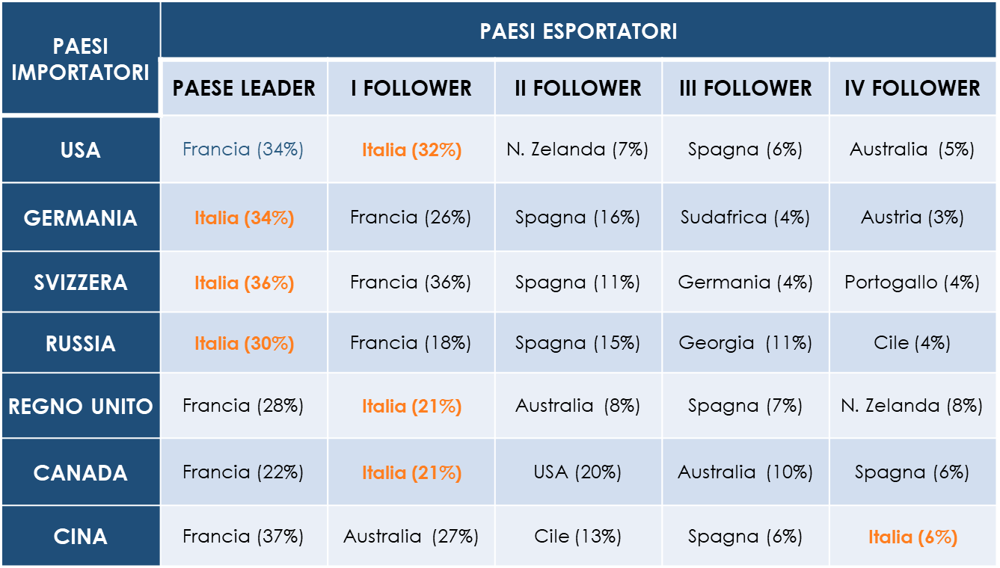 PAESI IMPORTATORI
PAESI ESPORTATORI
PAESE LEADER I FOLLOWER II FOLLOWER III FOLLOWER IV FOLLOWER
USA Francia (34%) Italia (32%) N. Zelanda (7%) Spagna (6%) Australia (5%)
GERMANIA Italia (34%) Francia (26%) Spagna (16%) Sudafrica (4%) Austria (3%)
SVIZZERA Italia (36%) Francia (36%) Spagna (11%) Germania (4%) Portogallo (4%)
RUSSIA Italia (30%) Francia (18%) Spagna (15%) Georgia (11%) Cile (4%)
REGNO UNITO Francia (28%) Italia (21%) Australia (8%) Spagna (7%) N. Zelanda (8%)
CANADA Francia (22%) Italia (21%) USA (20%) Australia (10%) Spagna (6%)
CINA Francia (37%) Australia (27%) Cile (13%) Spagna (6%) Italia (6%)